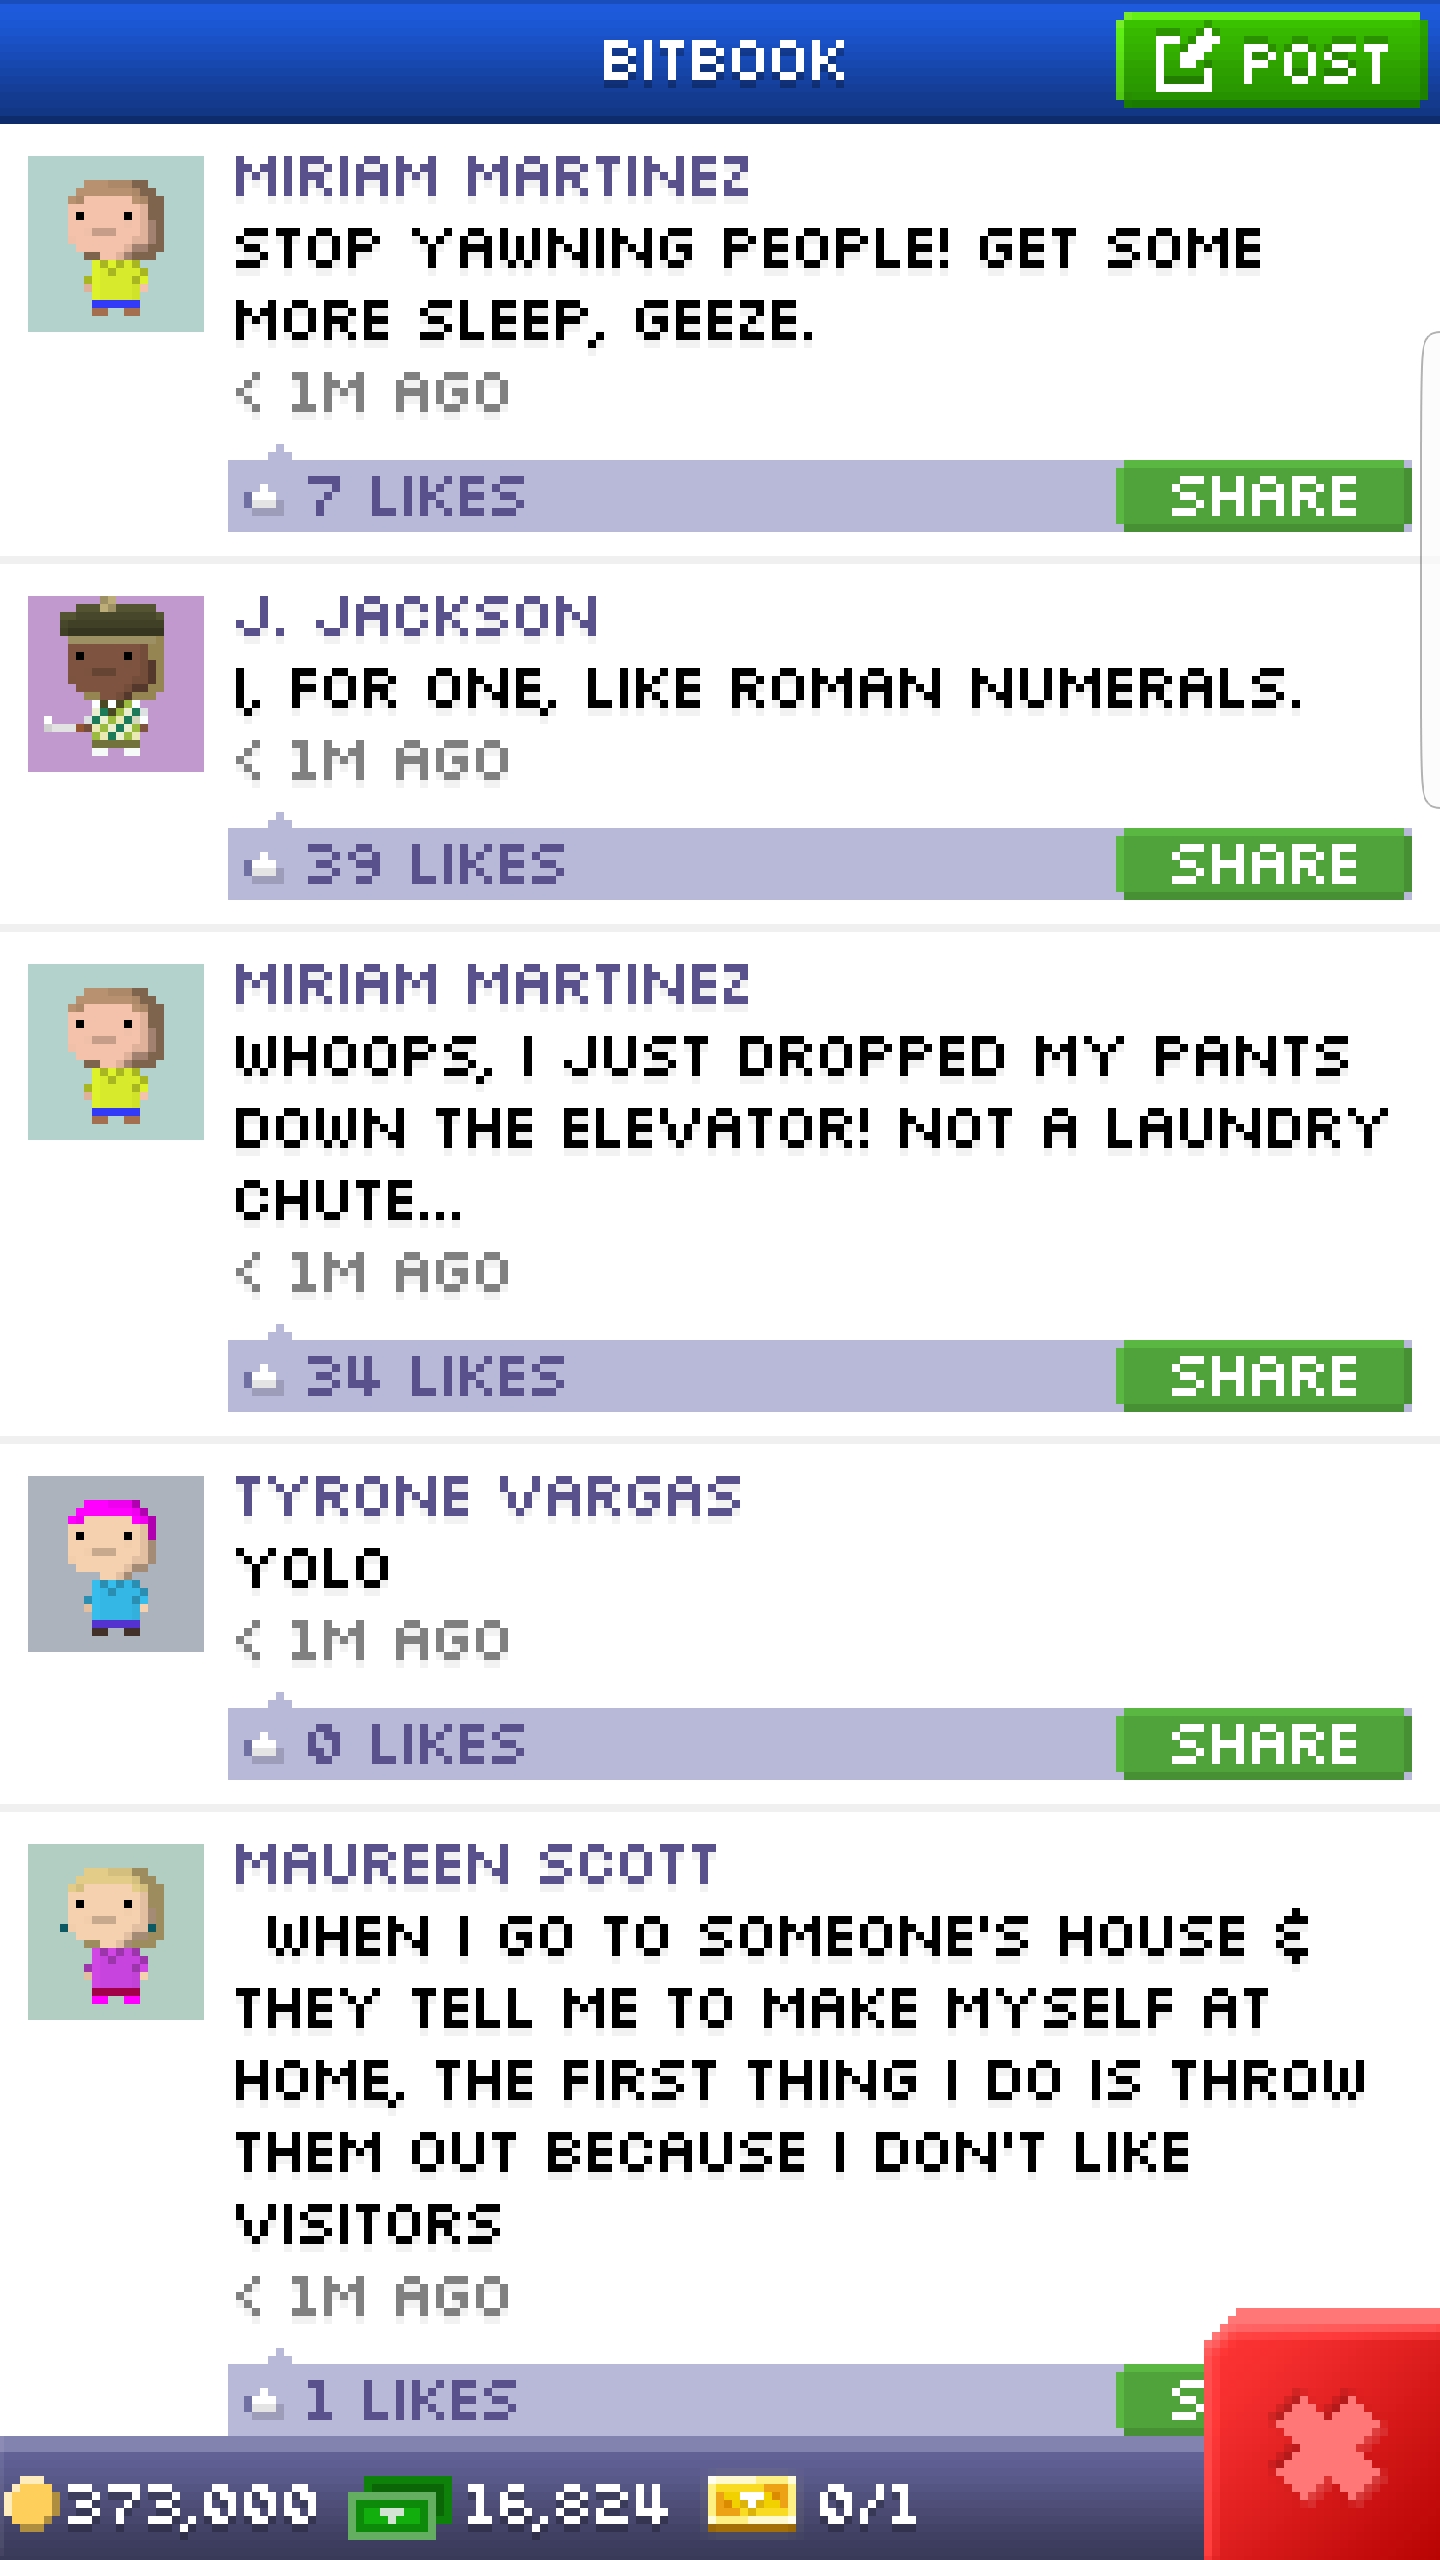 BITBOOK
POST
MIRIAM MARTINEZ
STOP YAWNING PEOPLE! GET SOME
MORE SLEEP, GEEZE.
< 1M AGO
7 LIKES
SHARE
J. JACKSON
I, FOR ONE, LIKE ROMAN NUMERALS.
< 1M AGO
39 LIKES
SHARE
MIRIAM MARTINEZ
WHOOPS, I JUST DROPPED MY PANTS
DOWN THE ELEVATOR! NOT A LAUNDRY
CHUTE...
< 1M AGO
34 LIKES
SHARE
TYRONE VARGAS
YOLO
< 1M AGO
0 LIKES
SHARE
MAUREEN SCOTT
WHEN I GO TO SOMEONE'S HOUSE &
THEY TELL ME TO MAKE MYSELF AT
HOME, THE FIRST THING I DO IS THROW
THEM OUT BECAUSE I DON'T LIKE
VISITORS
< 1M AGO
1 LIKES
S
373,000 16,824 0/1